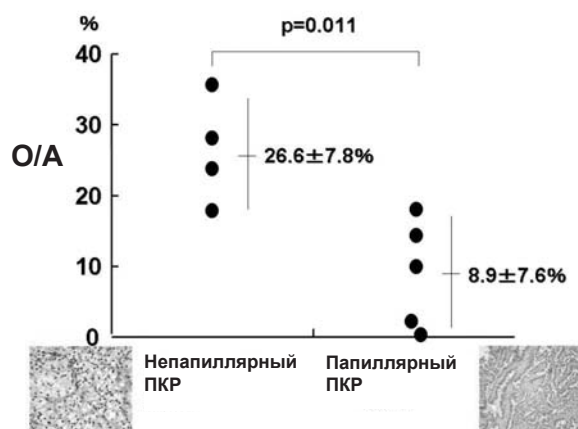 %
p=0.011
40
30
О/А
26.6±7.8%
20
10
8.9±7.6%
0
Непапиллярный
ПКР
Папиллярный
ПКР